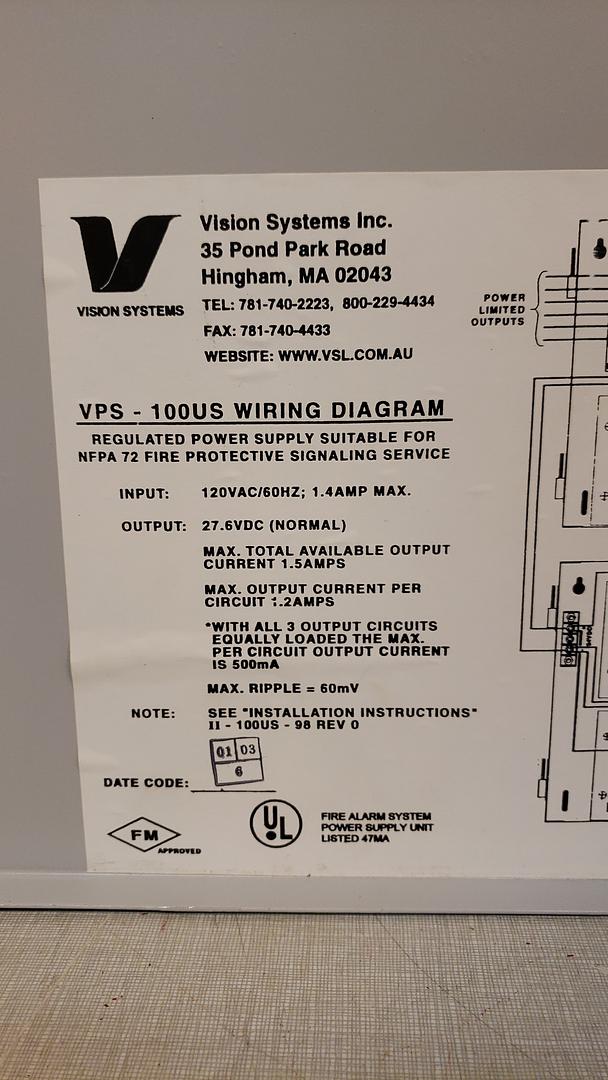 Vision Systems Inc.
35 Pond Park Road
Hingham, MA 02043
VISION SYSTEMS
TEL: 781-740-2223, 800-229-4434
FAX: 781-740-4433
WEBSITE: WWW.VSL.COM.AU
POWER
LIMITED
OUTPUTS
VPS - 100US WIRING DIAGRAM
REGULATED POWER SUPPLY SUITABLE FOR
NFPA 72 FIRE PROTECTIVE SIGNALING SERVICE
INPUT: 120VAC/60HZ; 1.4AMP MAX.
OUTPUT: 27.6VDC (NORMAL)
MAX. TOTAL AVAILABLE OUTPUT
CURRENT 1.5AMPS
MAX. OUTPUT CURRENT PER
CIRCUIT 1.2AMPS
*WITH ALL 3 OUTPUT CIRCUITS
EQUALLY LOADED THE MAX.
PER CIRCUIT OUTPUT CURRENT
IS 500mA
MAX. RIPPLE = 60mV
NOTE: SEE "INSTALLATION INSTRUCTIONS"
II - 100US - 98 REV 0
01 03
6
DATE CODE:
FM
APPROVED
UL
FIRE ALARM SYSTEM
POWER SUPPLY UNIT
LISTED 47MA